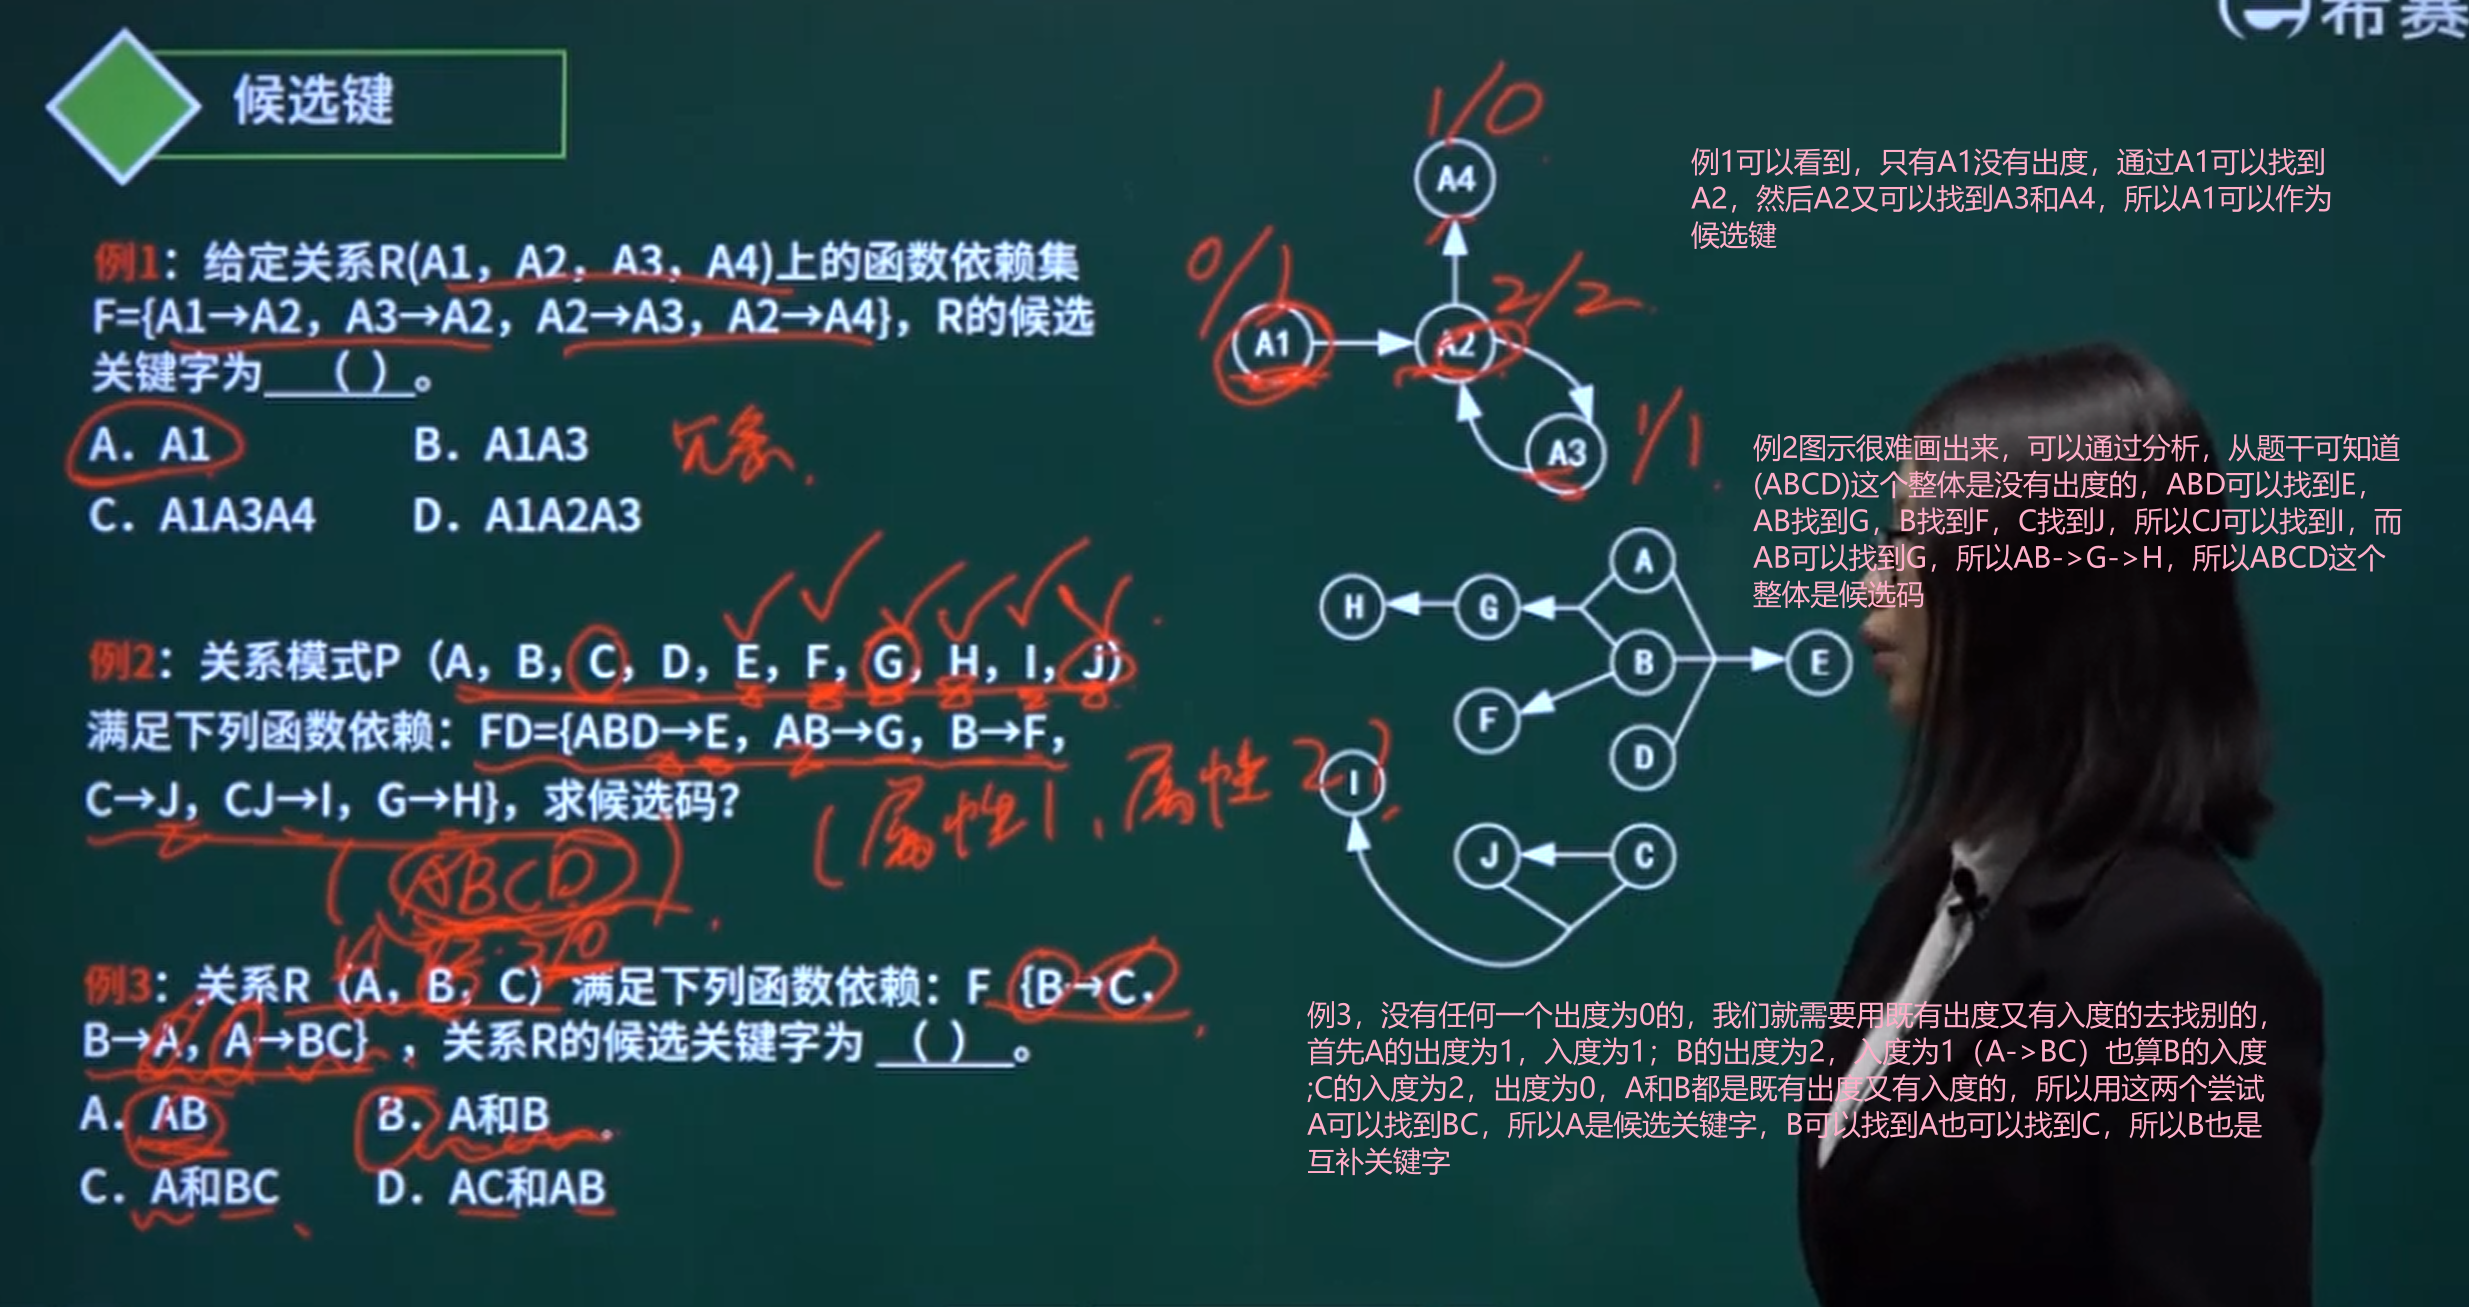 希赛
候选键
例1：给定关系R(A1，A2，A3，A4)上的函数依赖集
F={A1→A2，A3→A2，A2→A3，A2→A4}，R的候选
关键字为　（ ）　。
A．A1　B．A1A3
冗余.
C．A1A3A4　D．A1A2A3
1/0
A4
0/1
2/2
A1
A2
1/1
A3
例1可以看到，只有A1没有出度，通过A1可以找到
A2，然后A2又可以找到A3和A4，所以A1可以作为
候选键
例2：关系模式P（A，B，C，D，E，F，G，H，I，J）
满足下列函数依赖：FD={ABD→E，AB→G，B→F，
C→J，CJ→I，G→H}，求候选码？
(属性1，属性2)
(ABCD)
A
H
G
B
E
F
D
I
J
C
例2图示很难画出来，可以通过分析，从题干可知道
(ABCD)这个整体是没有出度的，ABD可以找到E，
AB找到G，B找到F，C找到J，所以CJ可以找到I，而
AB可以找到G，所以AB->G->H，所以ABCD这个
整体是候选码
1/1 1/2 2/0
例3：关系R（A，B，C）满足下列函数依赖：F｛B→C，
B→A，A→BC｝，关系R的候选关键字为　（ ）　。
A．AB　B．A和B
C．A和BC　D．AC和AB
例3，没有任何一个出度为0的，我们就需要用既有出度又有入度的去找别的，
首先A的出度为1，入度为1；B的出度为2，入度为1（A->BC）也算B的入度
;C的入度为2，出度为0，A和B都是既有出度又有入度的，所以用这两个尝试
A可以找到BC，所以A是候选关键字，B可以找到A也可以找到C，所以B也是
互补关键字